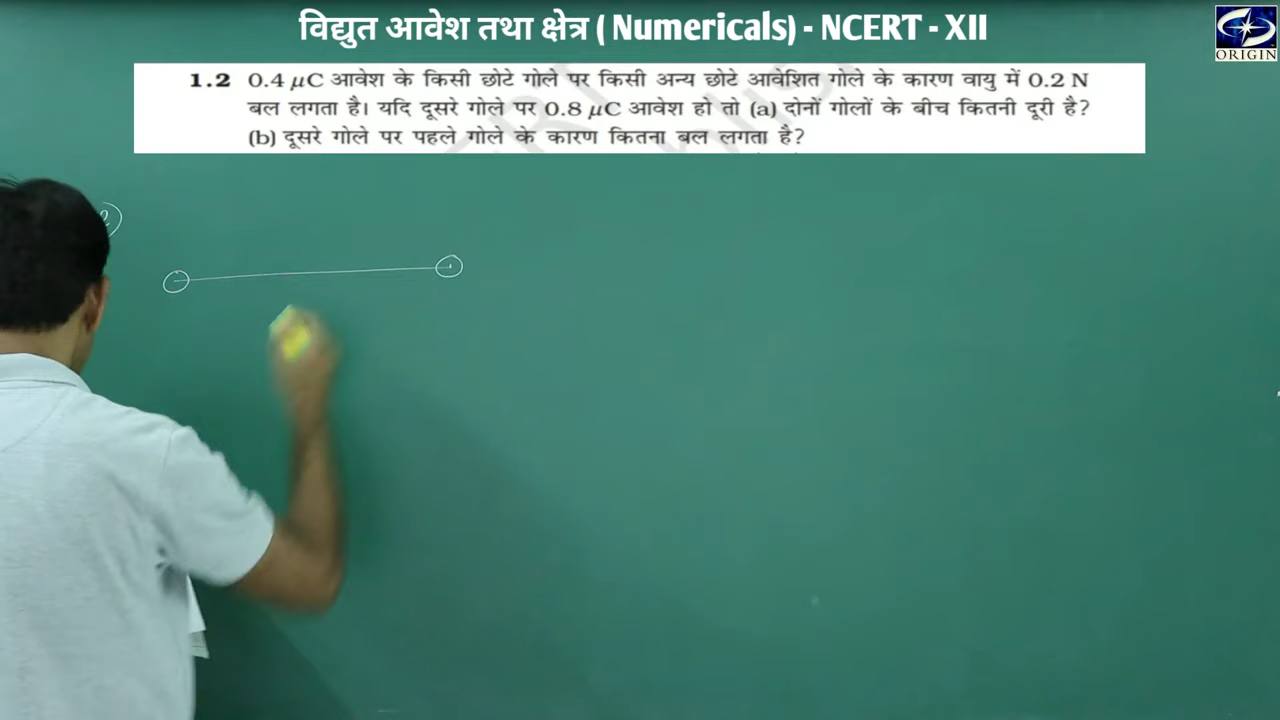 विद्युत आवेश तथा क्षेत्र ( Numericals) - NCERT - XII
ORIGIN
1.2 0.4 μC आवेश के किसी छोटे गोले पर किसी अन्य छोटे आवेशित गोले के कारण वायु में 0.2 N
बल लगता है। यदि दूसरे गोले पर 0.8 μC आवेश हो तो (a) दोनों गोलों के बीच कितनी दूरी है?
(b) दूसरे गोले पर पहले गोले के कारण कितना बल लगता है?